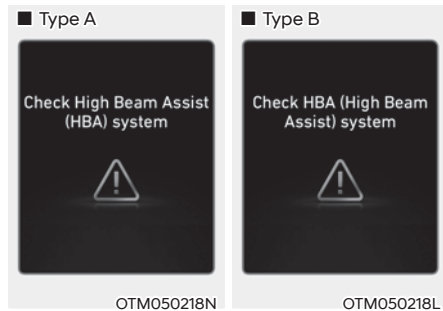 ■ Type A
Check High Beam Assist
(HBA) system
OTM050218N
■ Type B
Check HBA (High Beam
Assist) system
OTM050218L